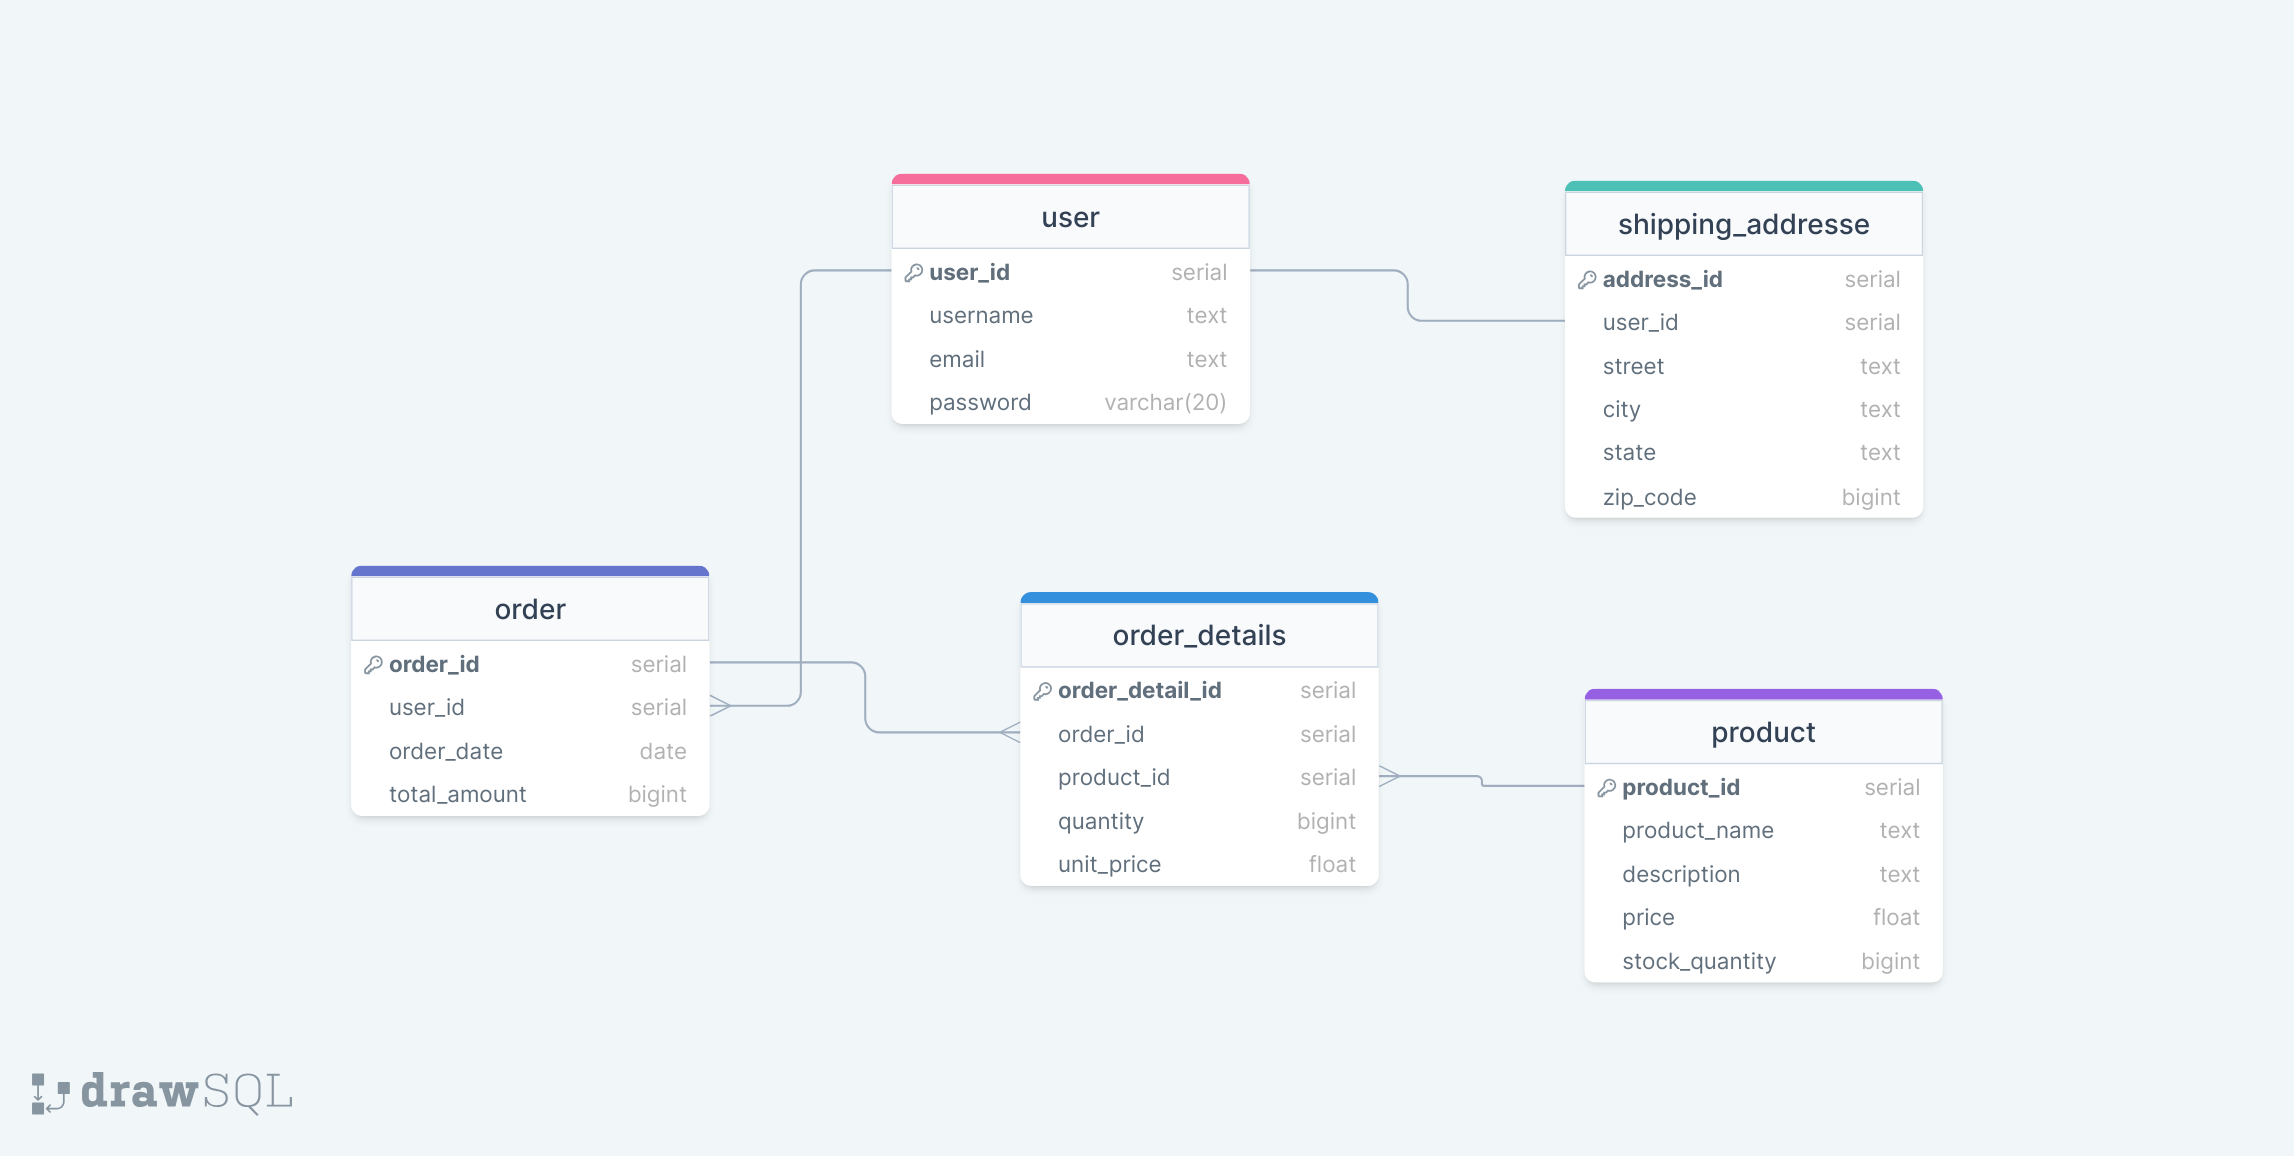 user
user_id serial
username text
email text
password varchar(20)
shipping_addresse
address_id serial
user_id serial
street text
city text
state text
zip_code bigint
order
order_id serial
user_id serial
order_date date
total_amount bigint
order_details
order_detail_id serial
order_id serial
product_id serial
quantity bigint
unit_price float
product
product_id serial
product_name text
description text
price float
stock_quantity bigint
drawSQL